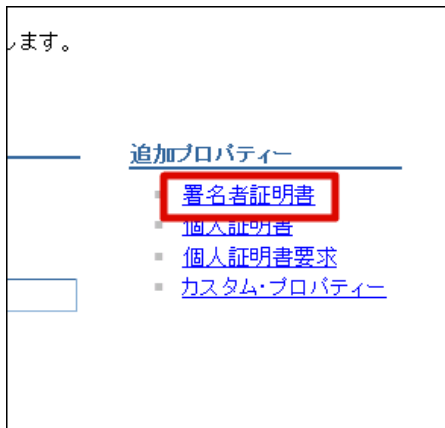 します。
追加プロパティー
署名者証明書
個人証明書
個人証明書要求
カスタム・プロパティー